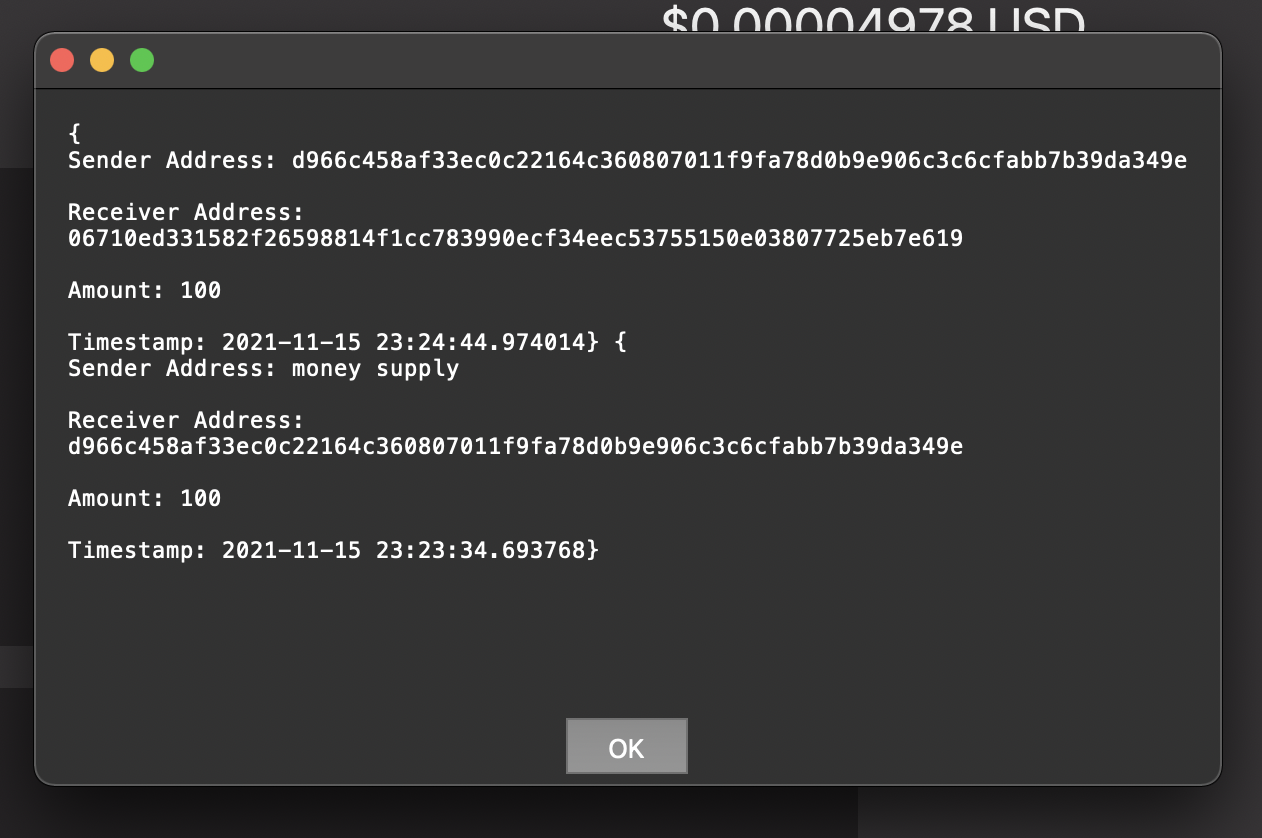 $0.00004978 USD
{
Sender Address: d966c458af33ec0c22164c360807011f9fa78d0b9e906c3c6cfabb7b39da349e
Receiver Address:
06710ed331582f26598814f1cc783990ecf34eec53755150e03807725eb7e619
Amount: 100
Timestamp: 2021-11-15 23:24:44.974014} {
Sender Address: money supply
Receiver Address:
d966c458af33ec0c22164c360807011f9fa78d0b9e906c3c6cfabb7b39da349e
Amount: 100
Timestamp: 2021-11-15 23:23:34.693768}
OK